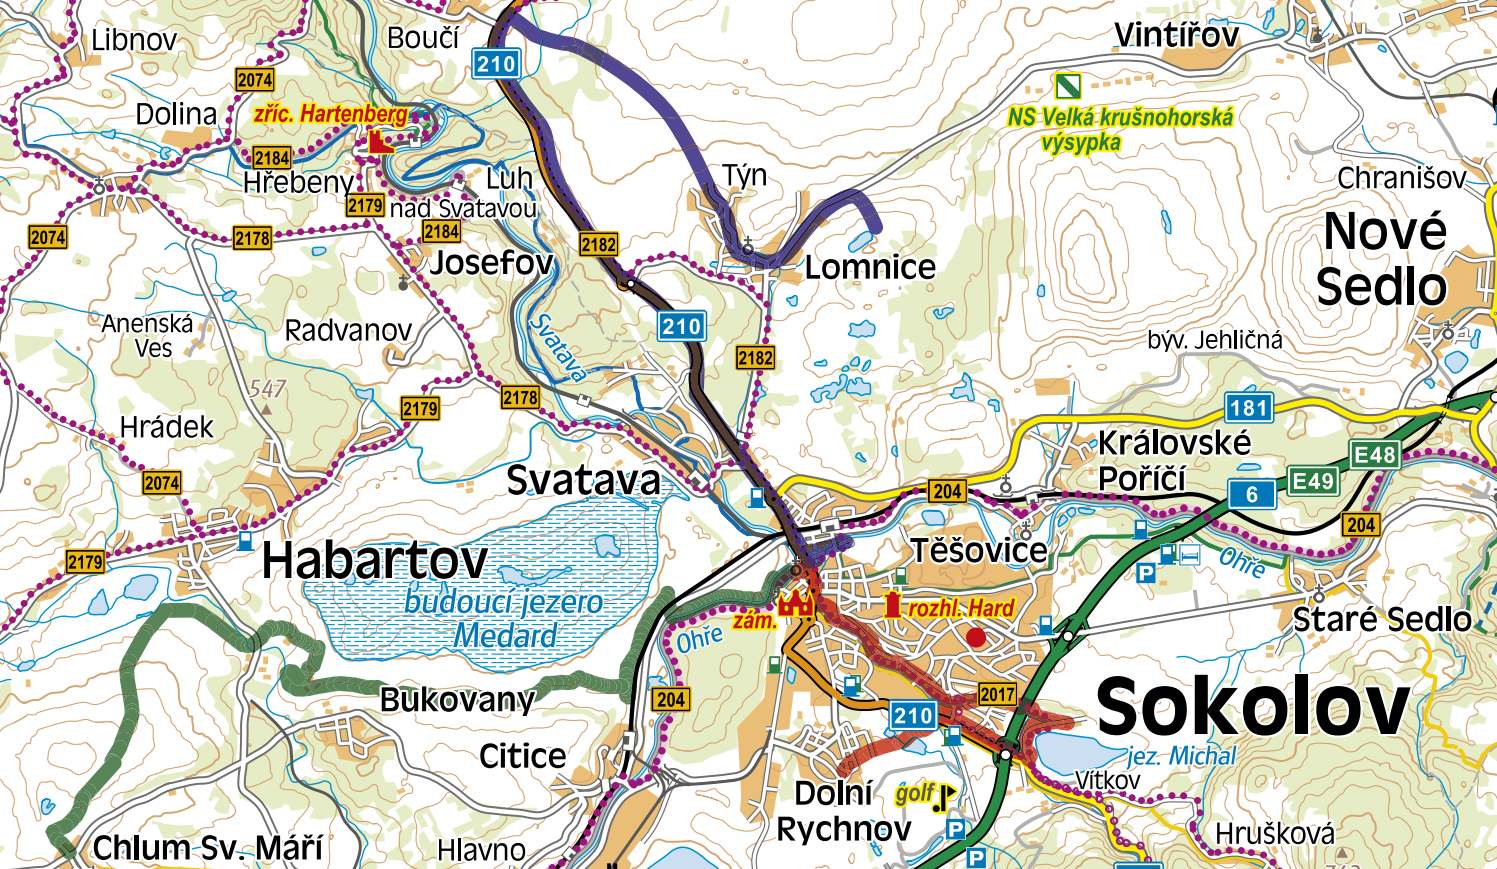 Libnov
Boučí
Vintířov
210
2074
Dolina
zříc. Hartenberg
NS Velká krušnohorská
výsypka
2184
Hřebeny
Luh
nad Svatavou
Týn
Chranišov
2179
2074
2178
2184
2182
Nové
Sedlo
Josefov
Lomnice
Anenská
Ves
Radvanov
Svatava
210
2182
býv. Jehličná
547
2178
2179
181
Hrádek
Královské
Poříčí
E48
E49
6
2074
Svatava
204
204
2179
Habartov
Těšovice
Ohře
budoucí jezero
Medard
zám.
rozhl. Hard
Ohře
Staré Sedlo
Bukovany
204
2017
210
Sokolov
Citice
jez. Michal
Vítkov
Dolní
Rychnov
golf
P
P
P
Chlum Sv. Máří
Hlavno
Hrušková